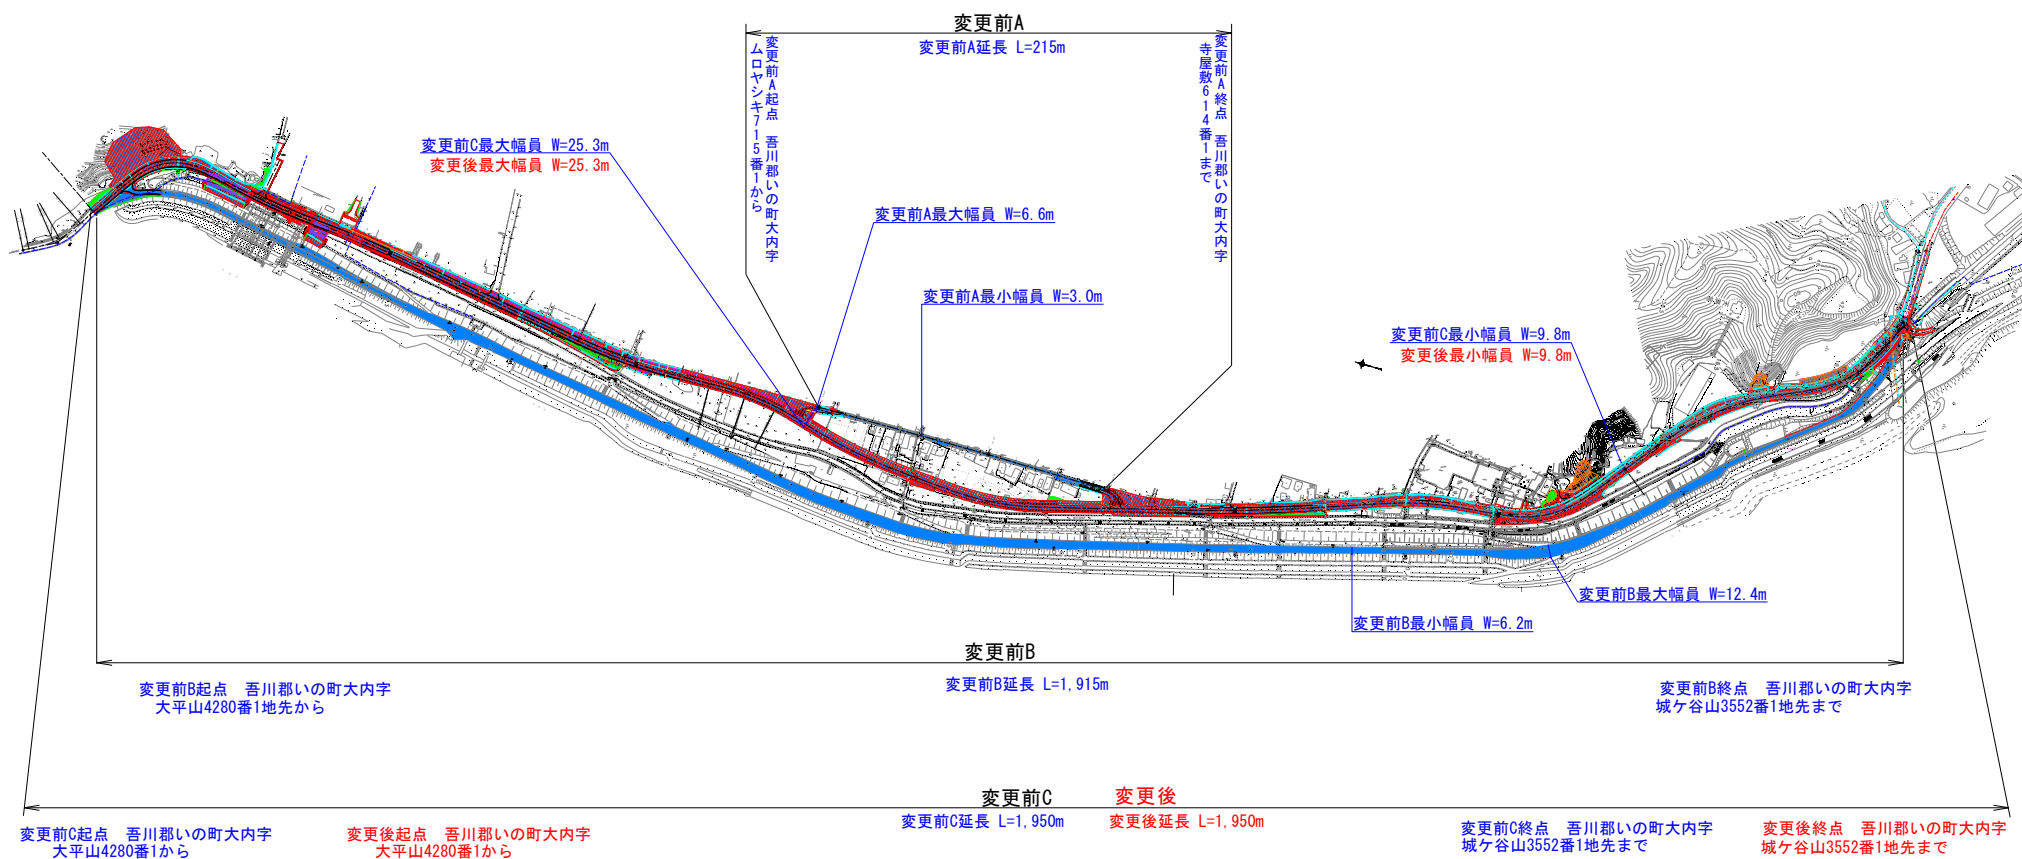 変更前A
変更前A延長 L=215m
変更前A起点 吾川郡いの町大内字
ムロヤシキ715番1から
変更前A終点 吾川郡いの町大内字
寺屋敷614番1まで
変更前C最大幅員 W=25.3m
変更後最大幅員 W=25.3m
変更前A最大幅員 W=6.6m
変更前A最小幅員 W=3.0m
変更前C最小幅員 W=9.8m
変更後最小幅員 W=9.8m
変更前B最大幅員 W=12.4m
変更前B最小幅員 W=6.2m
変更前B
変更前B延長 L=1,915m
変更前B起点 吾川郡いの町大内字
大平山4280番1地先から
変更前B終点 吾川郡いの町大内字
城ケ谷山3552番1地先まで
変更前C 変更後
変更前C延長 L=1,950m 変更後延長 L=1,950m
変更前C起点 吾川郡いの町大内字
大平山4280番1から
変更後起点 吾川郡いの町大内字
大平山4280番1から
変更前C終点 吾川郡いの町大内字
城ケ谷山3552番1地先まで
変更後終点 吾川郡いの町大内字
城ケ谷山3552番1地先まで